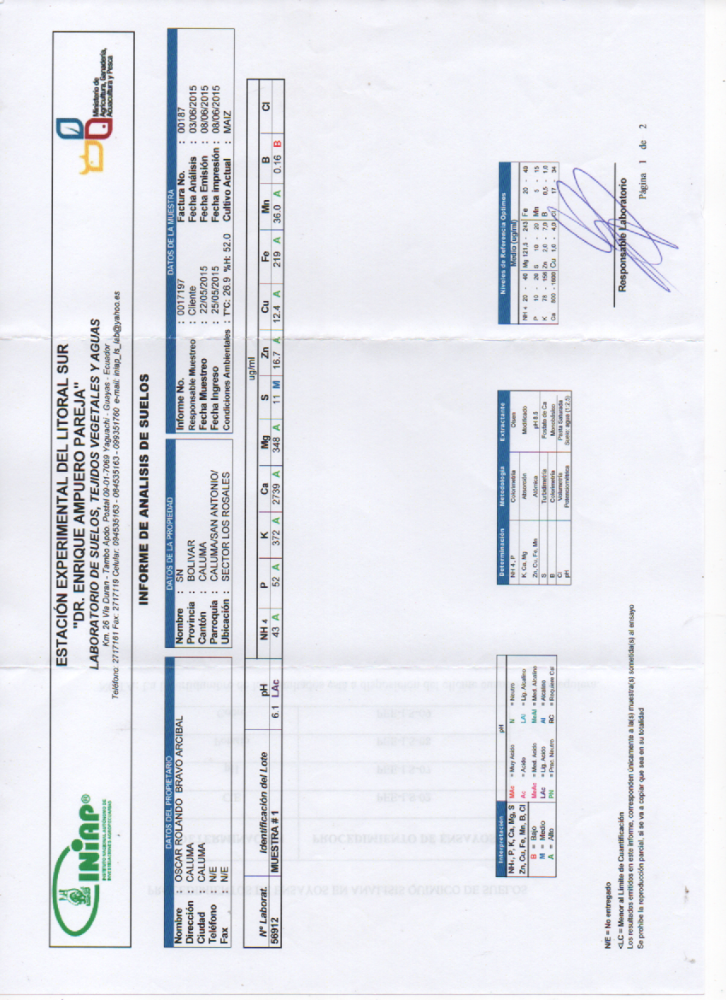 INIAP®
INSTITUTO NACIONAL AUTÓNOMO DE
INVESTIGACIONES AGROPECUARIAS
ESTACIÓN EXPERIMENTAL DEL LITORAL SUR
"DR. ENRIQUE AMPUERO PAREJA"
LABORATORIO DE SUELOS, TEJIDOS VEGETALES Y AGUAS
Km. 26 Vía Duran - Tambo Apdo. Postal 09-01-7069 Yaguachi - Guayas - Ecuador
Teléfono: 2717161 Fax: 2717119 Celular: 094535163 - 084535163 - 099351760 e-mail: iniap_ls_lab@yahoo.es
Ministerio de
Agricultura, Ganadería,
Acuacultura y Pesca
INFORME DE ANALISIS DE SUELOS
DATOS DEL PROPIETARIO
Nombre : OSCAR ROLANDO BRAVO ARCIBAL
Dirección : CALUMA
Ciudad : CALUMA
Teléfono : N/E
Fax : N/E
DATOS DE LA PROPIEDAD
Nombre : SN
Provincia : BOLIVAR
Cantón : CALUMA
Parroquia : CALUMA/SAN ANTONIO/
Ubicación : SECTOR LOS ROSALES
DATOS DE LA MUESTRA
Informe No. : 0017197 Factura No. : 00187
Responsable Muestreo : Cliente Fecha Análisis : 03/06/2015
Fecha Muestreo : 22/05/2015 Fecha Emisión : 08/06/2015
Fecha Ingreso : 25/05/2015 Fecha Impresión : 08/06/2015
Condiciones Ambientales : T°C: 26.9 %H: 52.0 Cultivo Actual : MAIZ
ug/ml
Nº Laborat. Identificación del Lote pH NH 4 P K Ca Mg S Zn Cu Fe Mn B Cl
56912 MUESTRA # 1 6.1 LAc 43 A 52 A 372 A 2739 A 348 A 11 M 16.7 A 12.4 A 219 A 36.0 A 0.16 B
Interpretación pH
NH4, P, K, Ca, Mg, S MAc = Muy Acido N = Neutro
Zn, Cu, Fe, Mn, B, Cl Ac = Acido LAl = Lig. Alcalino
B = Bajo MeAc = Med. Acido MeAl = Med. Alcalino
M = Medio LAc = Lig. Acido Al = Alcalino
A = Alto PN = Prac. Neutro RC = Requiere Cal
Determinación Metodología Extractante
NH 4, P Colorimetría Olsen
K, Ca, Mg Absorsión Modificado
Zn, Cu, Fe, Mn Atómica pH 8.5
S Turbidimetría Fosfato de Ca
B Colorimetría Monobásico
Cl Volumetría Pasta Saturada
pH Potenciométrica Suelo: agua (1:2,5)
Niveles de Referencia Optimos
Medio (ug/ml)
NH 4 20 - 40 Mg 121,5 - 243 Fe 20 - 40
P 10 - 20 S 10 - 20 Mn 5 - 15
K 78 - 156 Zn 2,0 - 7,0 B 0,5 - 1,0
Ca 800 - 1600 Cu 1,0 - 4,0 Cl 17 - 34
Responsable Laboratorio
N/E = No entregado
<LC = Menor al Limite de Cuantificación
Los resultados emitidos en este informe, corresponden únicamente a la(s) muestra(s) sometida(s) al ensayo
Se prohibe la reproducción parcial, si se va a copiar que sea en su totalidad
Página 1 de 2